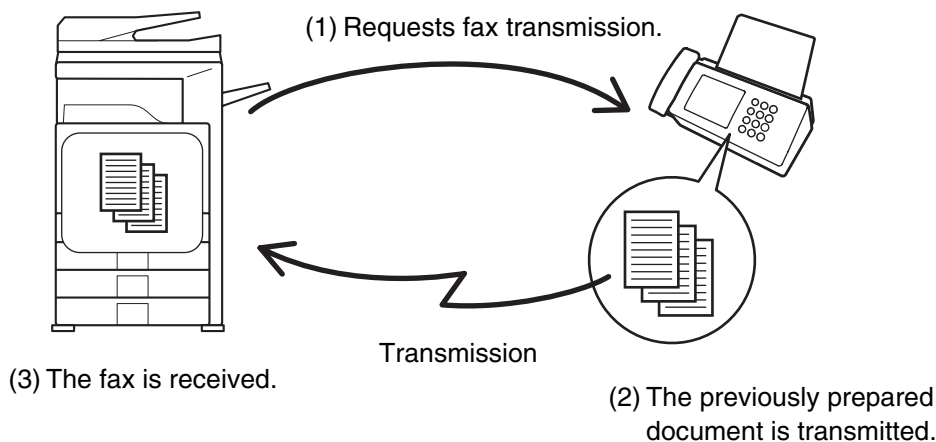 (1) Requests fax transmission.
Transmission
(3) The fax is received.
(2) The previously prepared
document is transmitted.